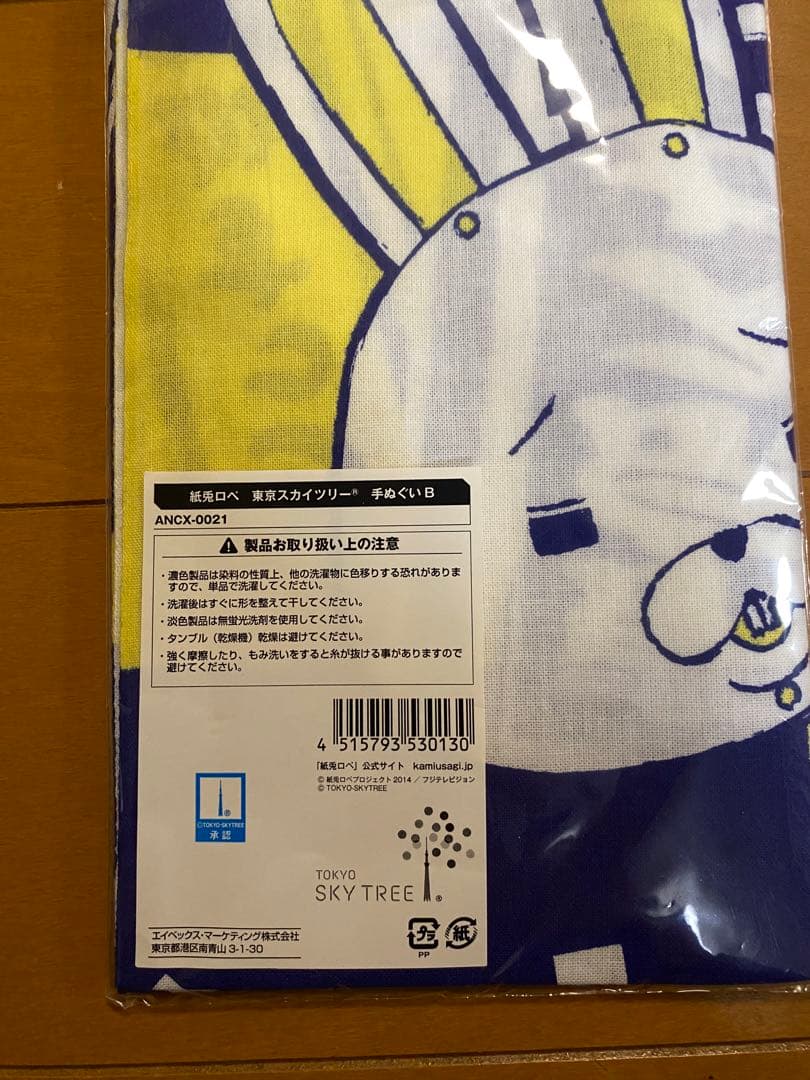 紙兎ロペ 東京スカイツリー® 手ぬぐいB
ANCX-0021
製品お取り扱い上の注意
・濃色製品は染料の性質上、他の洗濯物に色移りする恐れがありま
すので、単品で洗濯してください。
・洗濯後はすぐに形を整えて干してください。
・淡色製品は無蛍光洗剤を使用してください。
・タンブル（乾燥機）乾燥は避けてください。
・強く摩擦したり、もみ洗いをすると糸が抜ける事がありますので
避けてください。
4 515793 530130
「紙兎ロペ」公式サイト kamiusagi.jp
© 紙兎ロペプロジェクト2014／フジテレビジョン
© TOKYO-SKYTREE
®
©TOKYO-SKYTREE
承認
TOKYO
SKY TREE®
プラ
PP
紙
エイベックス・マーケティング株式会社
東京都港区南青山 3-1-30